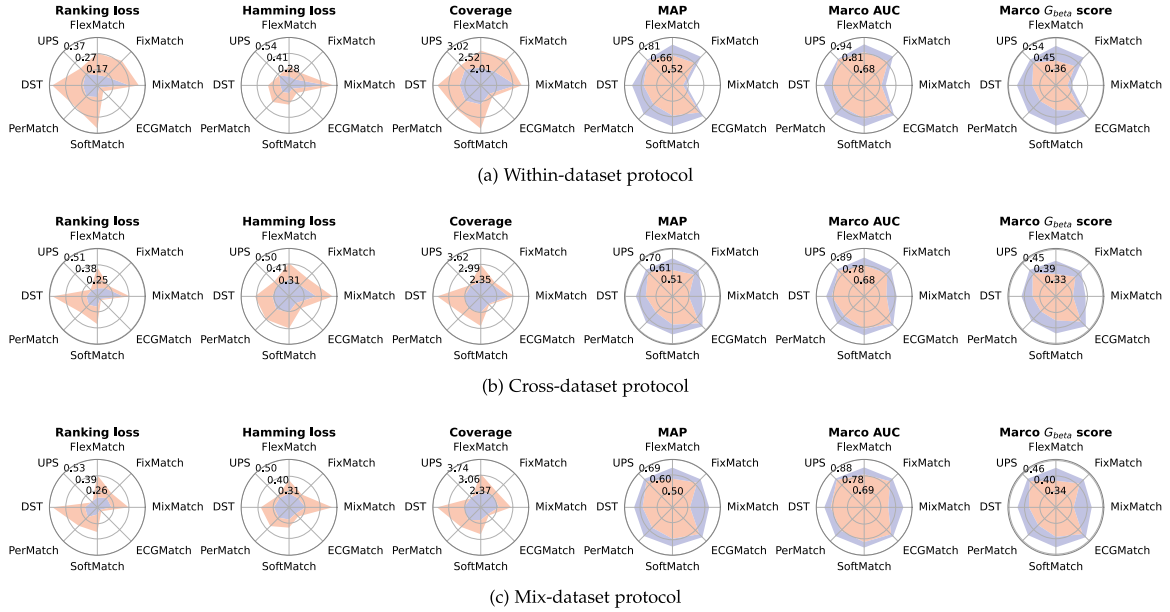 Ranking loss
FlexMatch
UPS
FixMatch
0.37
0.27
0.17
DST
MixMatch
PerMatch
ECGMatch
SoftMatch
Hamming loss
FlexMatch
UPS
FixMatch
0.54
0.41
0.28
DST
MixMatch
PerMatch
ECGMatch
SoftMatch
Coverage
FlexMatch
UPS
FixMatch
3.02
2.52
2.01
DST
MixMatch
PerMatch
ECGMatch
SoftMatch
MAP
FlexMatch
UPS
FixMatch
0.81
0.66
0.52
DST
MixMatch
PerMatch
ECGMatch
SoftMatch
Marco AUC
FlexMatch
UPS
FixMatch
0.94
0.81
0.68
DST
MixMatch
PerMatch
ECGMatch
SoftMatch
Marco G_beta score
FlexMatch
UPS
FixMatch
0.54
0.45
0.36
DST
MixMatch
PerMatch
ECGMatch
SoftMatch
(a) Within-dataset protocol
Ranking loss
FlexMatch
UPS
FixMatch
0.51
0.38
0.25
DST
MixMatch
PerMatch
ECGMatch
SoftMatch
Hamming loss
FlexMatch
UPS
FixMatch
0.50
0.41
0.31
DST
MixMatch
PerMatch
ECGMatch
SoftMatch
Coverage
FlexMatch
UPS
FixMatch
3.62
2.99
2.35
DST
MixMatch
PerMatch
ECGMatch
SoftMatch
MAP
FlexMatch
UPS
FixMatch
0.70
0.61
0.51
DST
MixMatch
PerMatch
ECGMatch
SoftMatch
Marco AUC
FlexMatch
UPS
FixMatch
0.89
0.78
0.68
DST
MixMatch
PerMatch
ECGMatch
SoftMatch
Marco G_beta score
FlexMatch
UPS
FixMatch
0.45
0.39
0.33
DST
MixMatch
PerMatch
ECGMatch
SoftMatch
(b) Cross-dataset protocol
Ranking loss
FlexMatch
UPS
FixMatch
0.53
0.39
0.26
DST
MixMatch
PerMatch
ECGMatch
SoftMatch
Hamming loss
FlexMatch
UPS
FixMatch
0.50
0.40
0.31
DST
MixMatch
PerMatch
ECGMatch
SoftMatch
Coverage
FlexMatch
UPS
FixMatch
3.74
3.06
2.37
DST
MixMatch
PerMatch
ECGMatch
SoftMatch
MAP
FlexMatch
UPS
FixMatch
0.69
0.60
0.50
DST
MixMatch
PerMatch
ECGMatch
SoftMatch
Marco AUC
FlexMatch
UPS
FixMatch
0.88
0.78
0.69
DST
MixMatch
PerMatch
ECGMatch
SoftMatch
Marco G_beta score
FlexMatch
UPS
FixMatch
0.46
0.40
0.34
DST
MixMatch
PerMatch
ECGMatch
SoftMatch
(c) Mix-dataset protocol